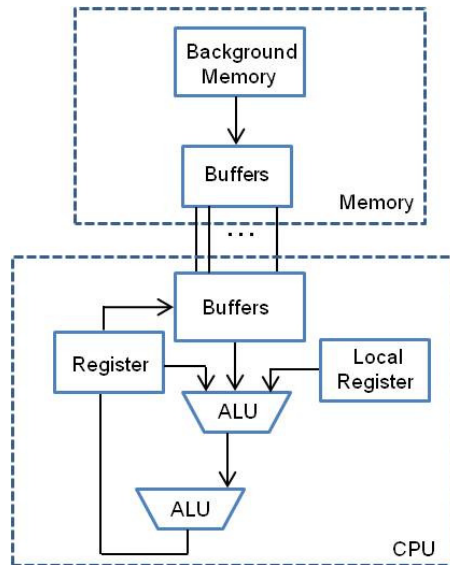 Background
Memory
Buffers
Memory
...
Buffers
Register
Local
Register
ALU
ALU
CPU